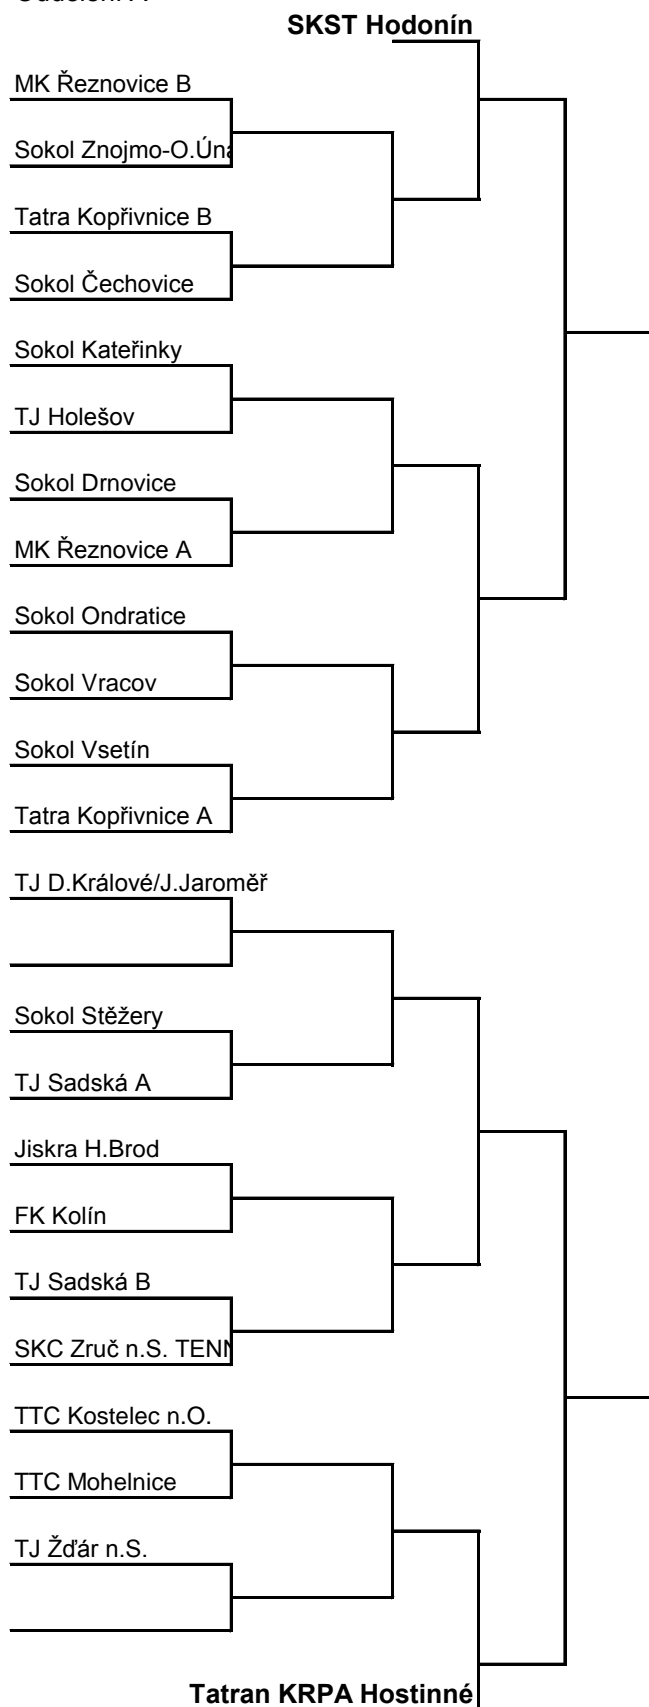 SKST Hodonín
MK Řeznovice B
Sokol Znojmo-O.Úna
Tatra Kopřivnice B
Sokol Čechovice
Sokol Kateřinky
TJ Holešov
Sokol Drnovice
MK Řeznovice A
Sokol Ondratice
Sokol Vracov
Sokol Vsetín
Tatra Kopřivnice A
TJ D.Králové/J.Jaroměř
Sokol Stěžery
TJ Sadská A
Jiskra H.Brod
FK Kolín
TJ Sadská B
SKC Zruč n.S. TENN
TTC Kostelec n.O.
TTC Mohelnice
TJ Žďár n.S.
Tatran KRPA Hostinné